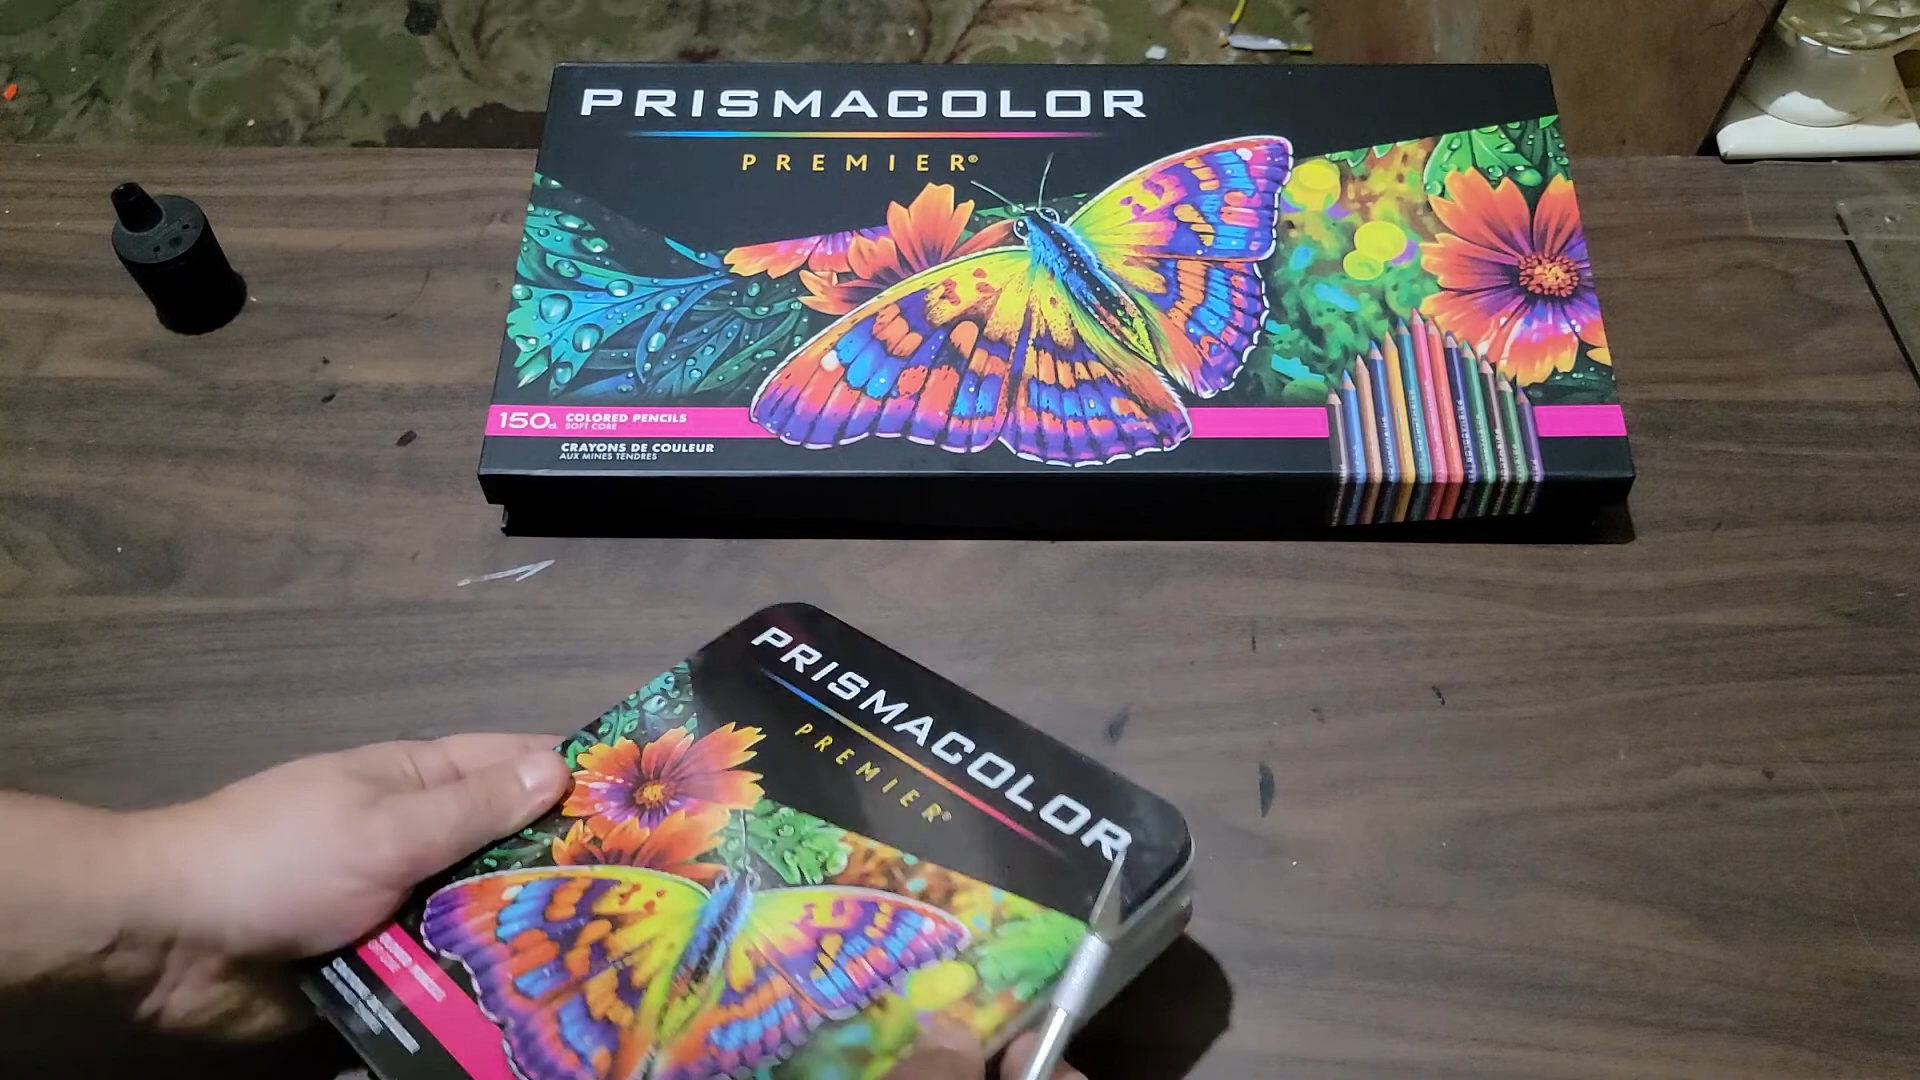 PRISMACOLOR
PREMIER®
150ct. COLORED PENCILS
SOFT CORE
CRAYONS DE COULEUR
AUX MINES TENDRES
PRISMACOLOR
PREMIER®